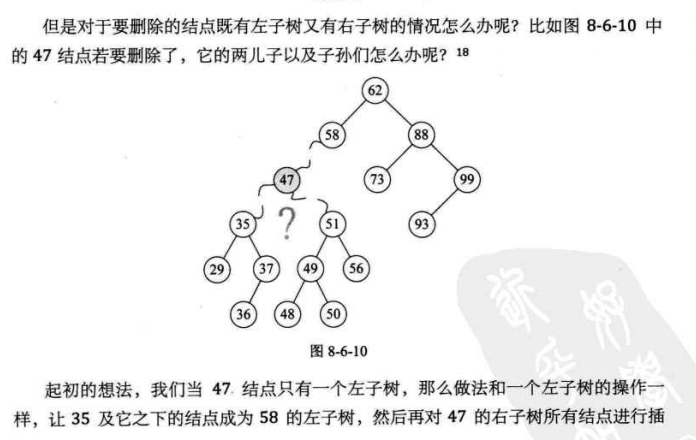 但是对于要删除的结点既有左子树又有右子树的情况怎么办呢？比如图 8-6-10 中
的 47 结点若要删除了，它的两儿子以及子孙们怎么办呢？18
62
58 88
47 73 99
35 ? 51 93
29 37 49 56
36 48 50
图 8-6-10
起初的想法，我们当 47 结点只有一个左子树，那么做法和一个左子树的操作一
样，让 35 及它之下的结点成为 58 的左子树，然后再对 47 的右子树所有结点进行插